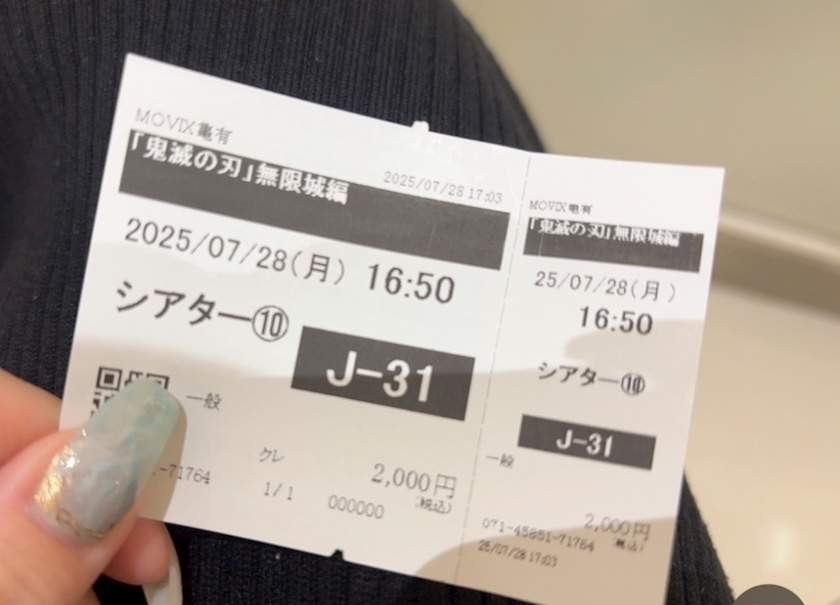 MOVIX亀有
「鬼滅の刃」無限城編
2025/07/28 17:03
2025/07/28(月) 16:50
シアター⑩
J-31
一般
-71764
クレ
1/1
000000
2,000円
(税込)
MOVIX亀有
「鬼滅の刃」無限城編
25/07/28(月)
16:50
シアター⑩
J-31
一般
2,000円
071-45851-71764
(税込)
25/07/28 17:03